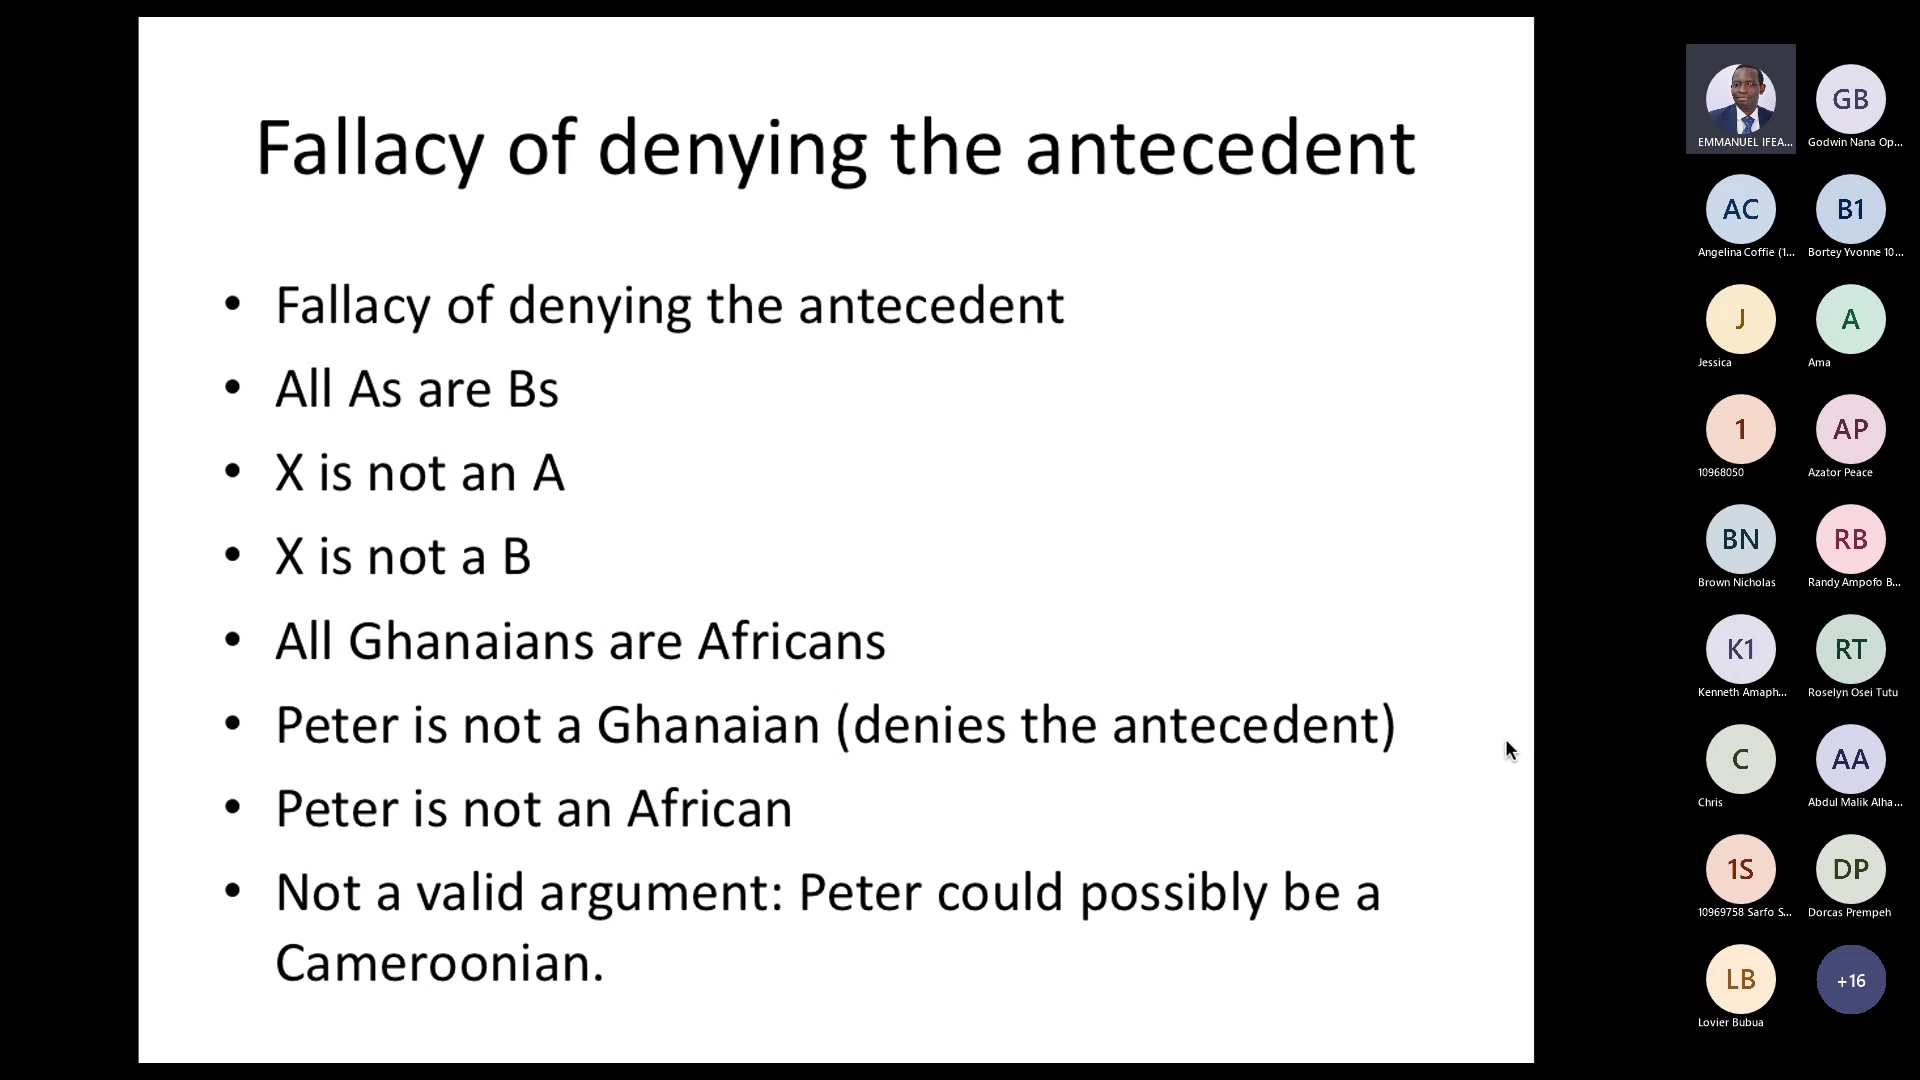 Fallacy of denying the antecedent
• Fallacy of denying the antecedent
• All As are Bs
• X is not an A
• X is not a B
• All Ghanaians are Africans
• Peter is not a Ghanaian (denies the antecedent)
• Peter is not an African
• Not a valid argument: Peter could possibly be a
Cameroonian.
EMMANUEL IFEA...
GB
Godwin Nana Op...
AC
Angelina Coffie (1...
B1
Bortey Yvonne 10...
J
Jessica
A
Ama
1
10968050
AP
Azator Peace
BN
Brown Nicholas
RB
Randy Ampofo B...
K1
Kenneth Amaph...
RT
Roselyn Osei Tutu
C
Chris
AA
Abdul Malik Alha...
1S
10969758 Sarfo S...
DP
Dorcas Prempeh
LB
Lovier Bubua
+16